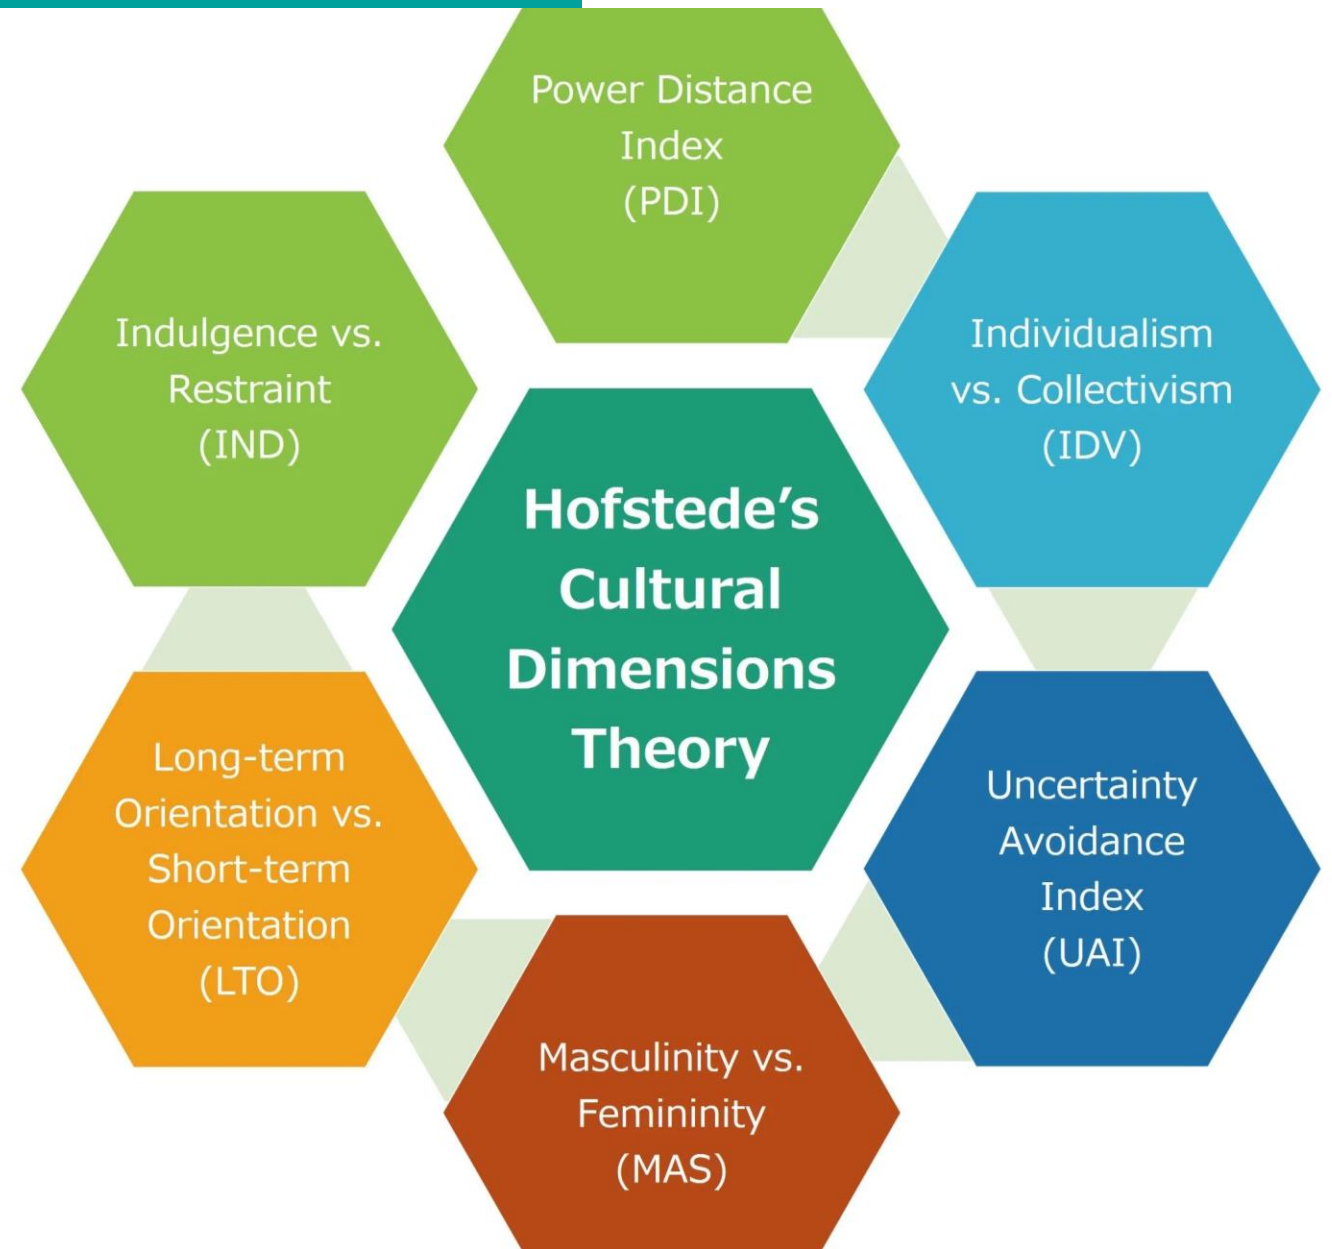 Power Distance
Index
(PDI)
Indulgence vs.
Restraint
(IND)
Individualism
vs. Collectivism
(IDV)
Hofstede’s
Cultural
Dimensions
Theory
Long-term
Orientation vs.
Short-term
Orientation
(LTO)
Uncertainty
Avoidance
Index
(UAI)
Masculinity vs.
Femininity
(MAS)